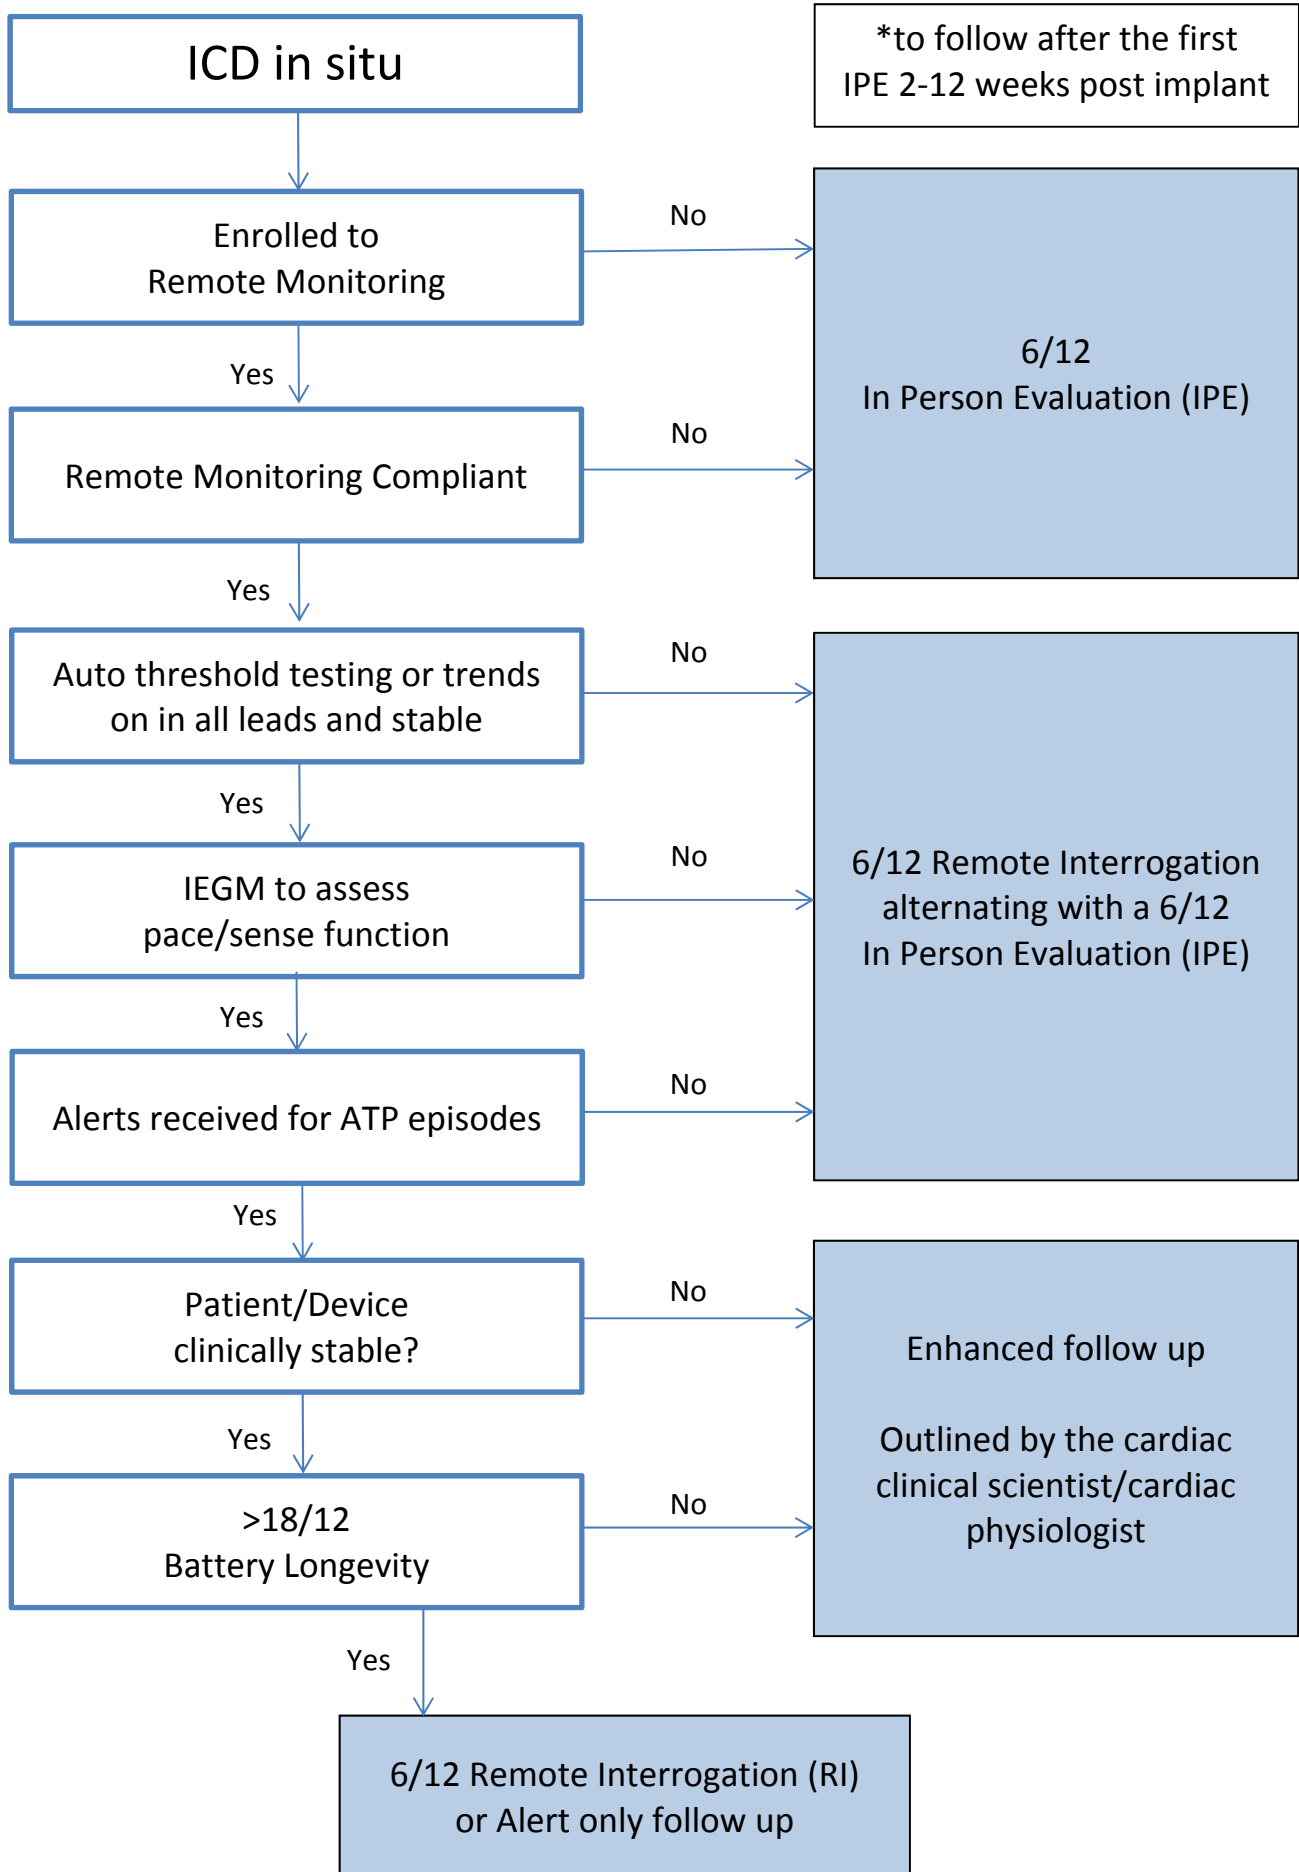 ICD in situ
*to follow after the first
IPE 2-12 weeks post implant
Enrolled to
Remote Monitoring
No
6/12
In Person Evaluation (IPE)
Yes
Remote Monitoring Compliant
No
Yes
Auto threshold testing or trends
on in all leads and stable
No
6/12 Remote Interrogation
alternating with a 6/12
In Person Evaluation (IPE)
Yes
IEGM to assess
pace/sense function
No
Yes
Alerts received for ATP episodes
No
Yes
Patient/Device
clinically stable?
No
Enhanced follow up
Outlined by the cardiac
clinical scientist/cardiac
physiologist
Yes
>18/12
Battery Longevity
No
Yes
6/12 Remote Interrogation (RI)
or Alert only follow up